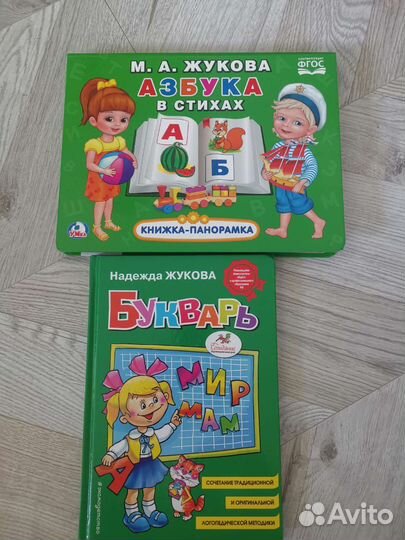 М. А. ЖУКОВА
ФГОС
АЗБУКА
В СТИХАХ
А
Б
УМка
КНИЖКА-ПАНОРАМКА
Надежда ЖУКОВА
БУКВАРЬ
МИР
МАМ
А
СОЧЕТАНИЕ ТРАДИЦИОННОЙ
И ОРИГИНАЛЬНОЙ
ЛОГОПЕДИЧЕСКОЙ МЕТОДИКИ
Avito